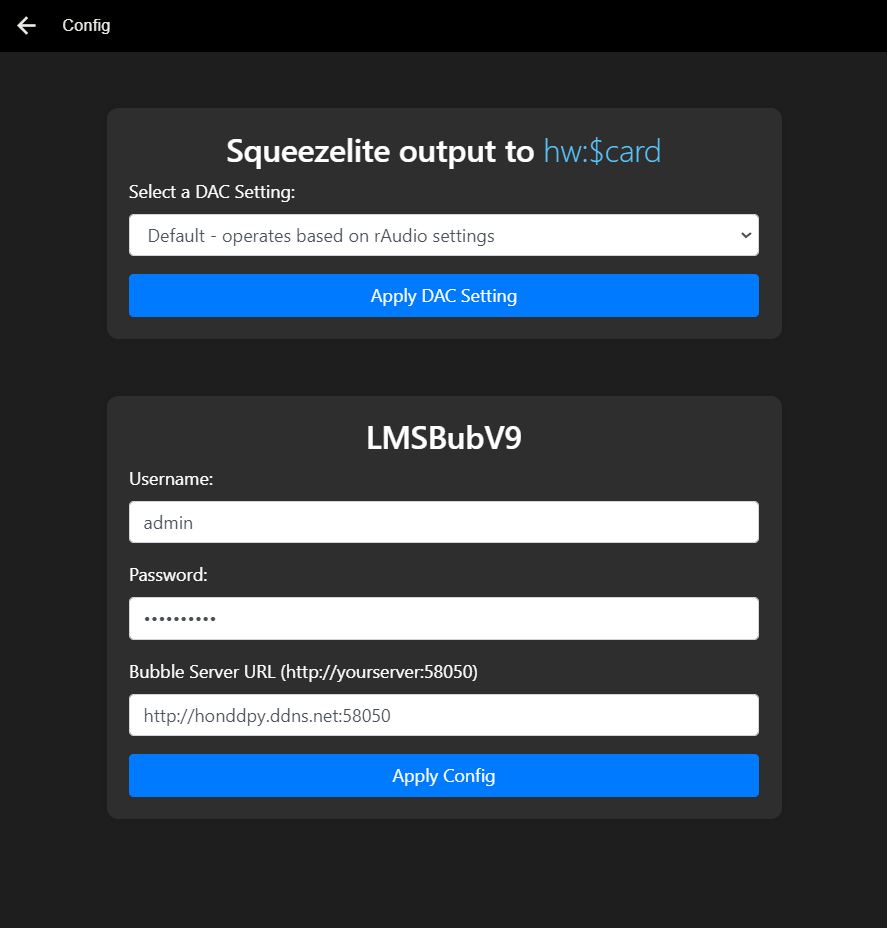 Config
Squeezelite output to hw:$card
Select a DAC Setting:
Default - operates based on rAudio settings
Apply DAC Setting
LMSBubV9
Username:
admin
Password:
••••••••••
Bubble Server URL (http://yourserver:58050)
http://honddpy.ddns.net:58050
Apply Config